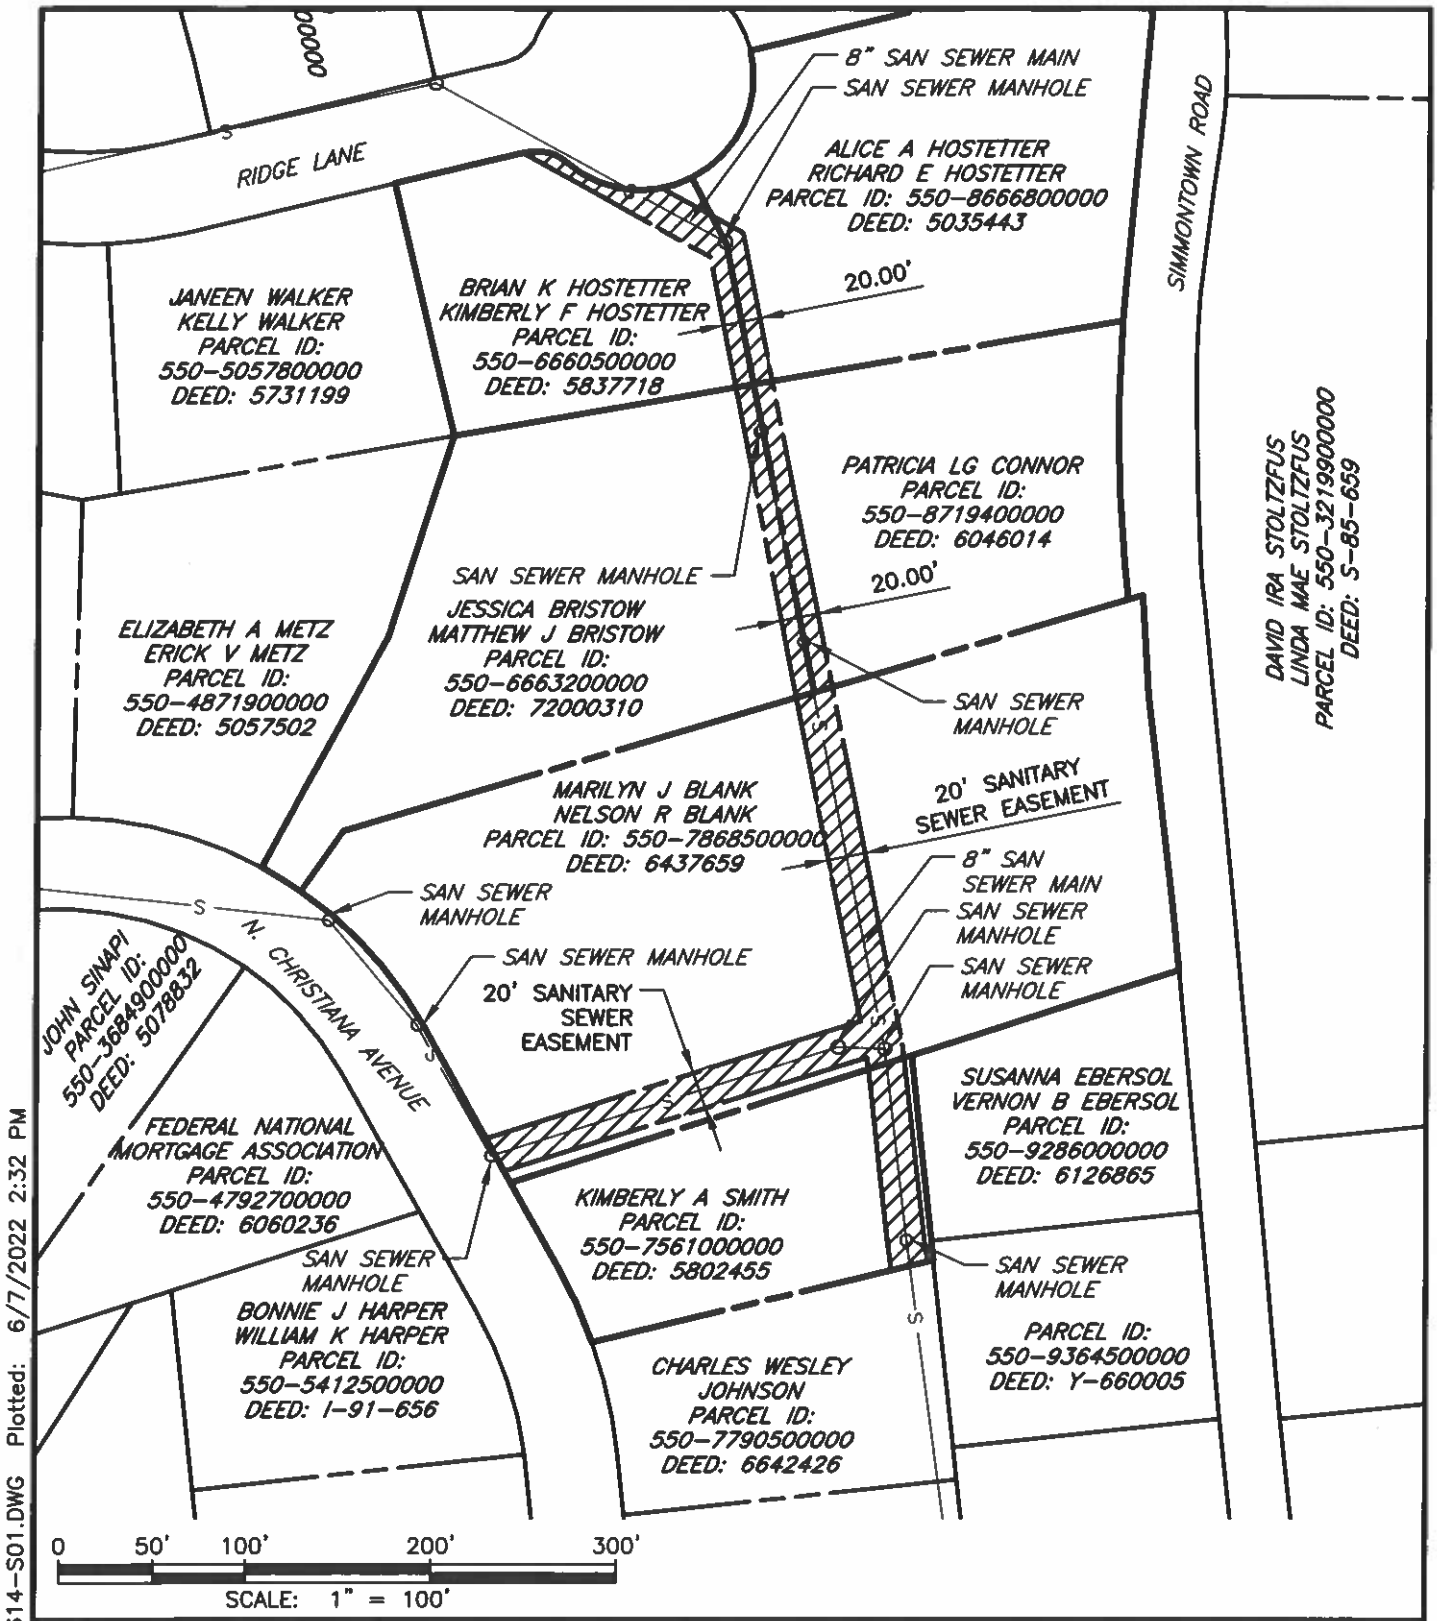 00000
8" SAN SEWER MAIN
SAN SEWER MANHOLE
S
RIDGE LANE
SIMMONTOWN ROAD
ALICE A HOSTETTER
RICHARD E HOSTETTER
PARCEL ID: 550-8666800000
DEED: 5035443
20.00'
JANEEN WALKER
KELLY WALKER
PARCEL ID:
550-5057800000
DEED: 5731199
BRIAN K HOSTETTER
KIMBERLY F HOSTETTER
PARCEL ID:
550-6660500000
DEED: 5837718
PATRICIA LG CONNOR
PARCEL ID:
550-8719400000
DEED: 6046014
DAVID IRA STOLTZFUS
LINDA MAE STOLTZFUS
PARCEL ID: 550-3219900000
DEED: S-85-659
SAN SEWER MANHOLE
20.00'
JESSICA BRISTOW
MATTHEW J BRISTOW
PARCEL ID:
550-6663200000
DEED: 72000310
ELIZABETH A METZ
ERICK V METZ
PARCEL ID:
550-4871900000
DEED: 5057502
SAN SEWER
MANHOLE
S
20' SANITARY
SEWER EASEMENT
MARILYN J BLANK
NELSON R BLANK
PARCEL ID: 550-7868500000
DEED: 6437659
8" SAN
SEWER MAIN
SAN SEWER
MANHOLE
SAN SEWER
MANHOLE
SAN SEWER
MANHOLE
S
N. CHRISTIANA AVENUE
SAN SEWER MANHOLE
20' SANITARY
SEWER
EASEMENT
S
S
S
JOHN SINAPI
PARCEL ID:
550-3684900000
DEED: 5078832
FEDERAL NATIONAL
MORTGAGE ASSOCIATION
PARCEL ID:
550-4792700000
DEED: 6060236
SUSANNA EBERSOL
VERNON B EBERSOL
PARCEL ID:
550-9286000000
DEED: 6126865
KIMBERLY A SMITH
PARCEL ID:
550-7561000000
DEED: 5802455
SAN SEWER
MANHOLE
SAN SEWER
MANHOLE
S
BONNIE J HARPER
WILLIAM K HARPER
PARCEL ID:
550-5412500000
DEED: I-91-656
PARCEL ID:
550-9364500000
DEED: Y-660005
CHARLES WESLEY
JOHNSON
PARCEL ID:
550-7790500000
DEED: 6642426
0 50' 100' 200' 300'
SCALE: 1" = 100'
614-S01.DWG Plotted: 6/7/2022 2:32 PM